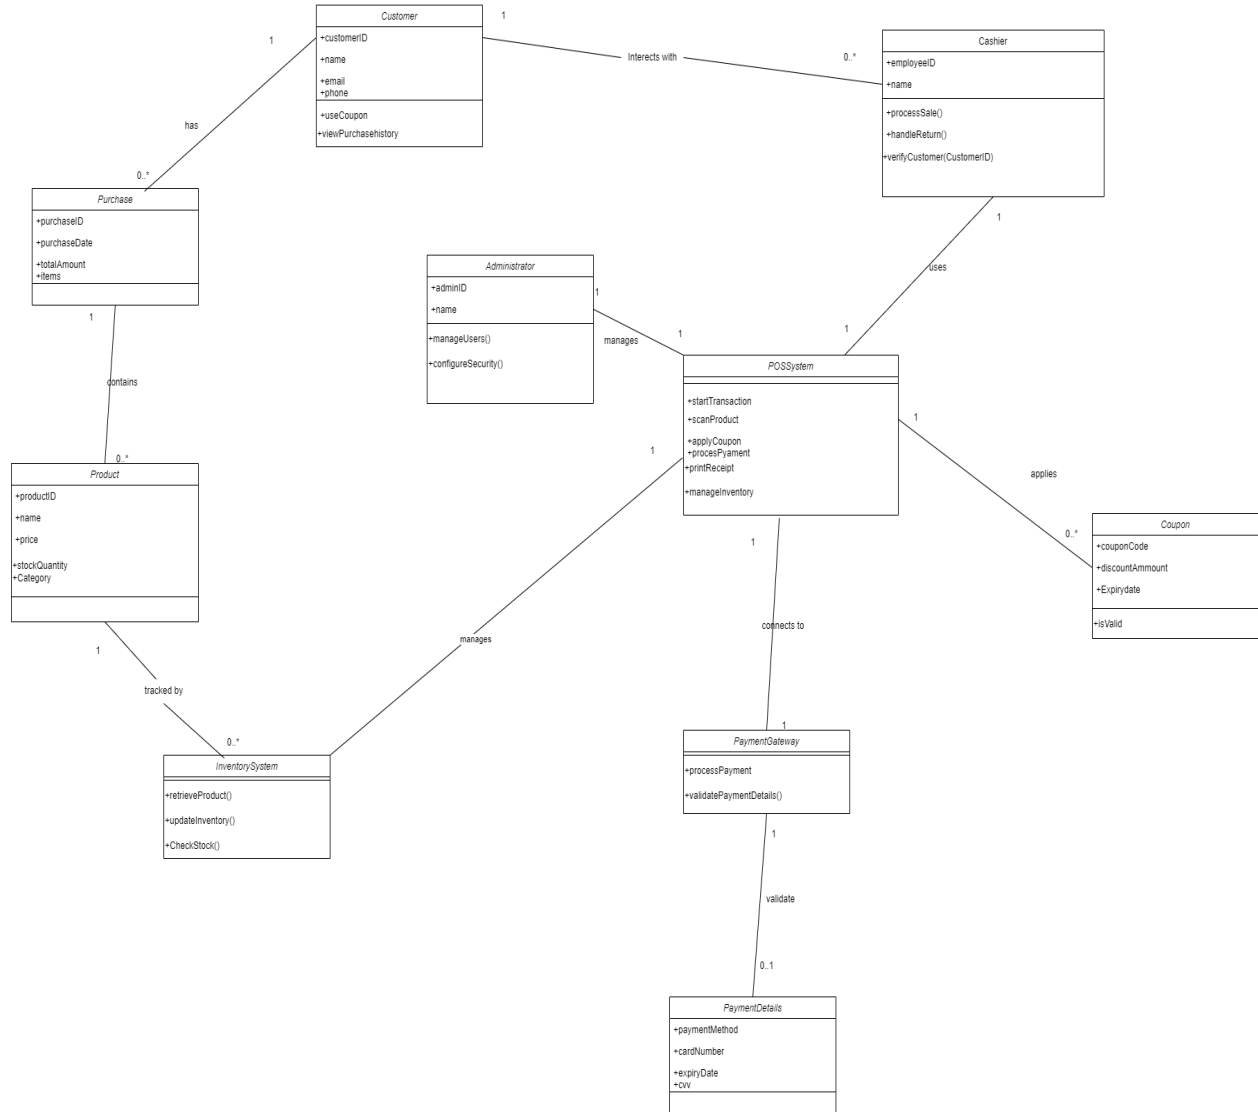 Customer
+customerID
+name
+email
+phone
+useCoupon
+viewPurchasehistory
1
1
Interects with
0..*
Cashier
+employeeID
+name
+processSale()
+handleReturn()
+verifyCustomer(CustomerID)
has
0..*
Purchase
+purchaseID
+purchaseDate
+totalAmount
+items
1
uses
1
Administrator
+adminID
+name
+manageUsers()
+configureSecurity()
1
manages
1
POSSystem
+startTransaction
+scanProduct
+applyCoupon
+procesPyament
+printReceipt
+manageInventory
1
contains
0..*
Product
+productID
+name
+price
+stockQuantity
+Category
1
applies
0..*
Coupon
+couponCode
+discountAmmount
+Expirydate
+isValid
1
manages
1
connects to
1
1
tracked by
0..*
InventorySystem
+retrieveProduct()
+updateInventory()
+CheckStock()
PaymentGateway
+processPayment
+validatePaymentDetails()
1
validate
0..1
PaymentDetails
+paymentMethod
+cardNumber
+expiryDate
+cvv